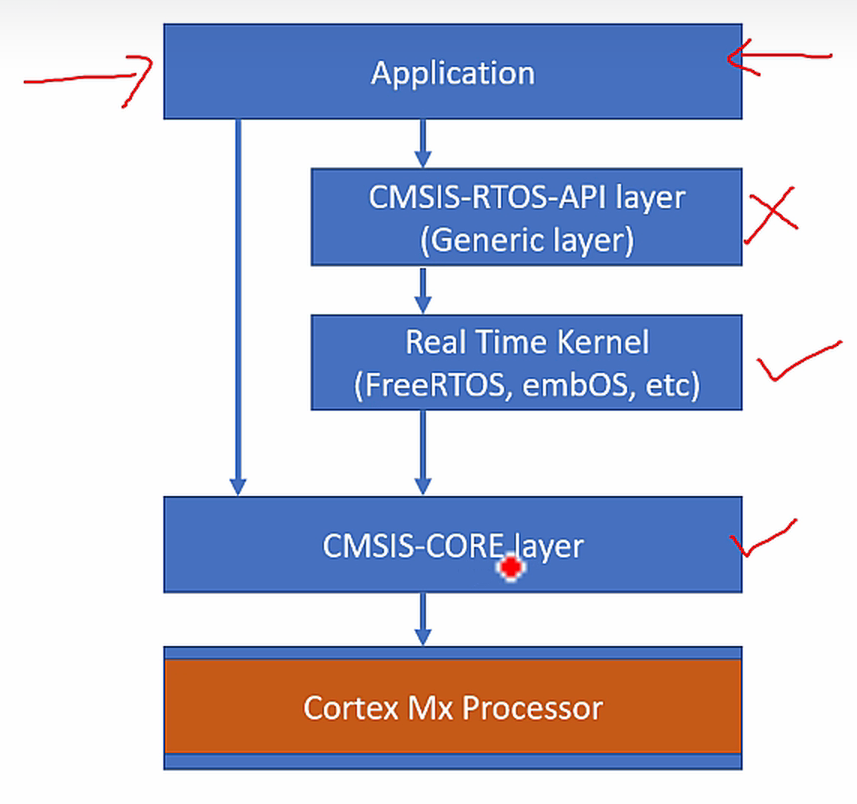 Application
CMSIS-RTOS-API layer
(Generic layer)
Real Time Kernel
(FreeRTOS, embOS, etc)
CMSIS-CORE layer
Cortex Mx Processor